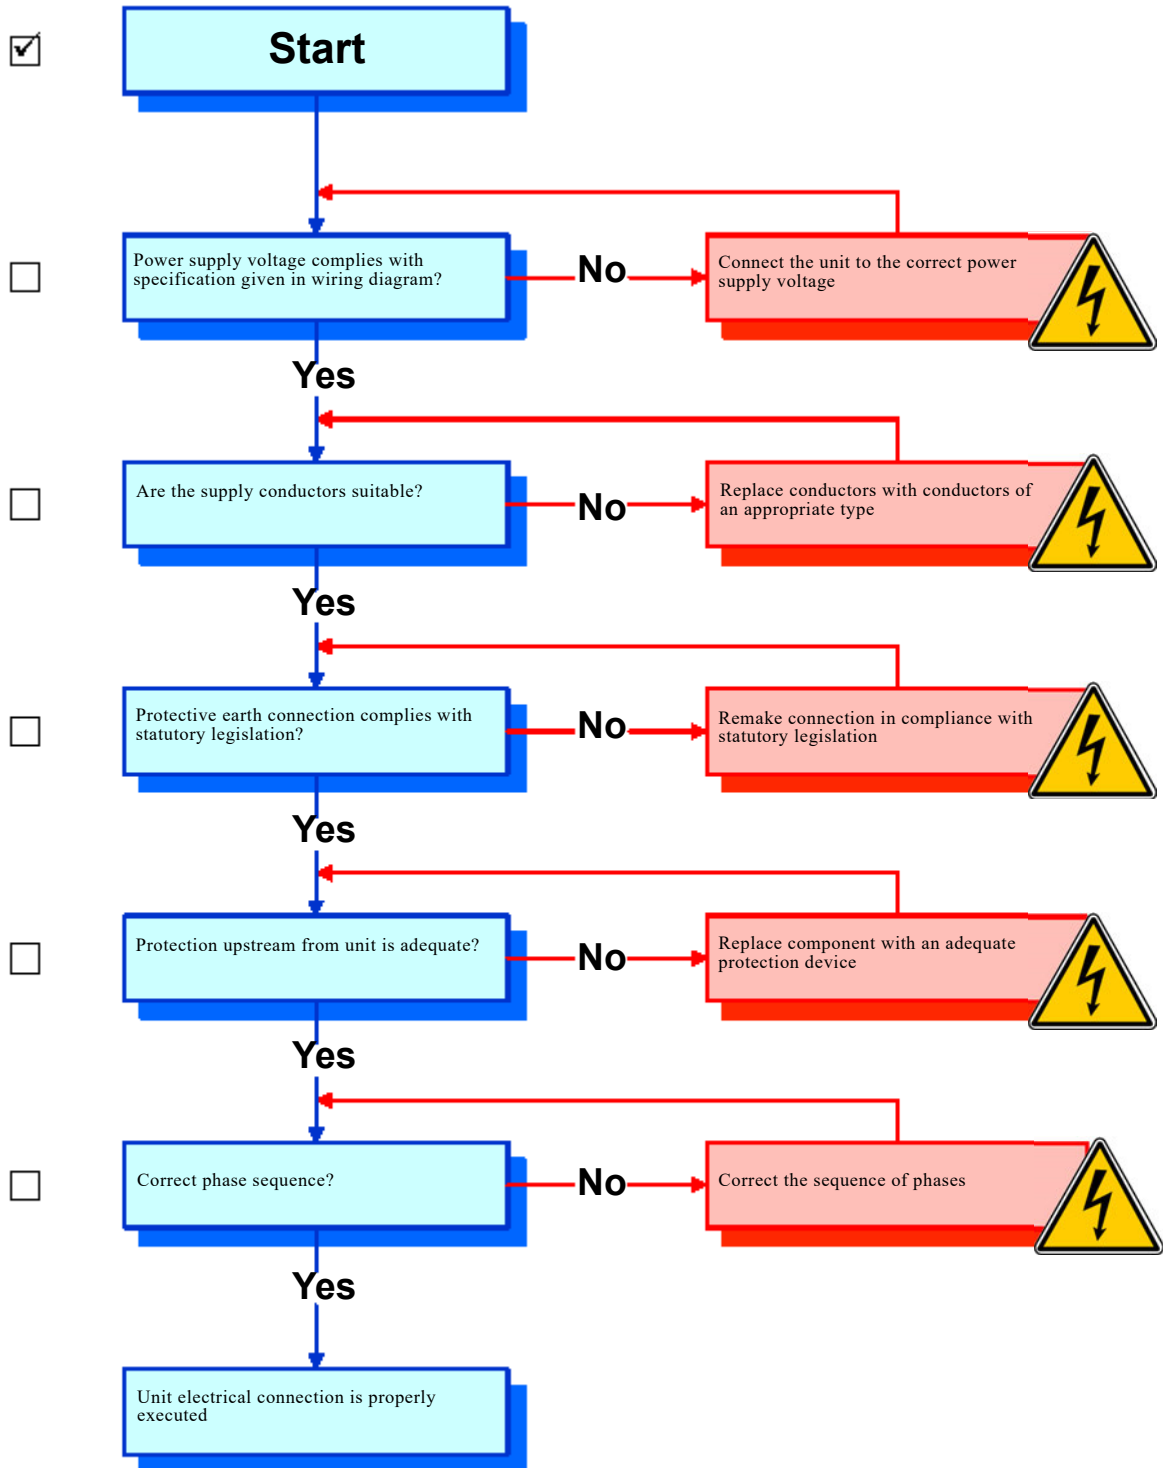 Start
Power supply voltage complies with
specification given in wiring diagram?
No
Connect the unit to the correct power
supply voltage
Yes
Are the supply conductors suitable?
No
Replace conductors with conductors of
an appropriate type
Yes
Protective earth connection complies with
statutory legislation?
No
Remake connection in compliance with
statutory legislation
Yes
Protection upstream from unit is adequate?
No
Replace component with an adequate
protection device
Yes
Correct phase sequence?
No
Correct the sequence of phases
Yes
Unit electrical connection is properly
executed